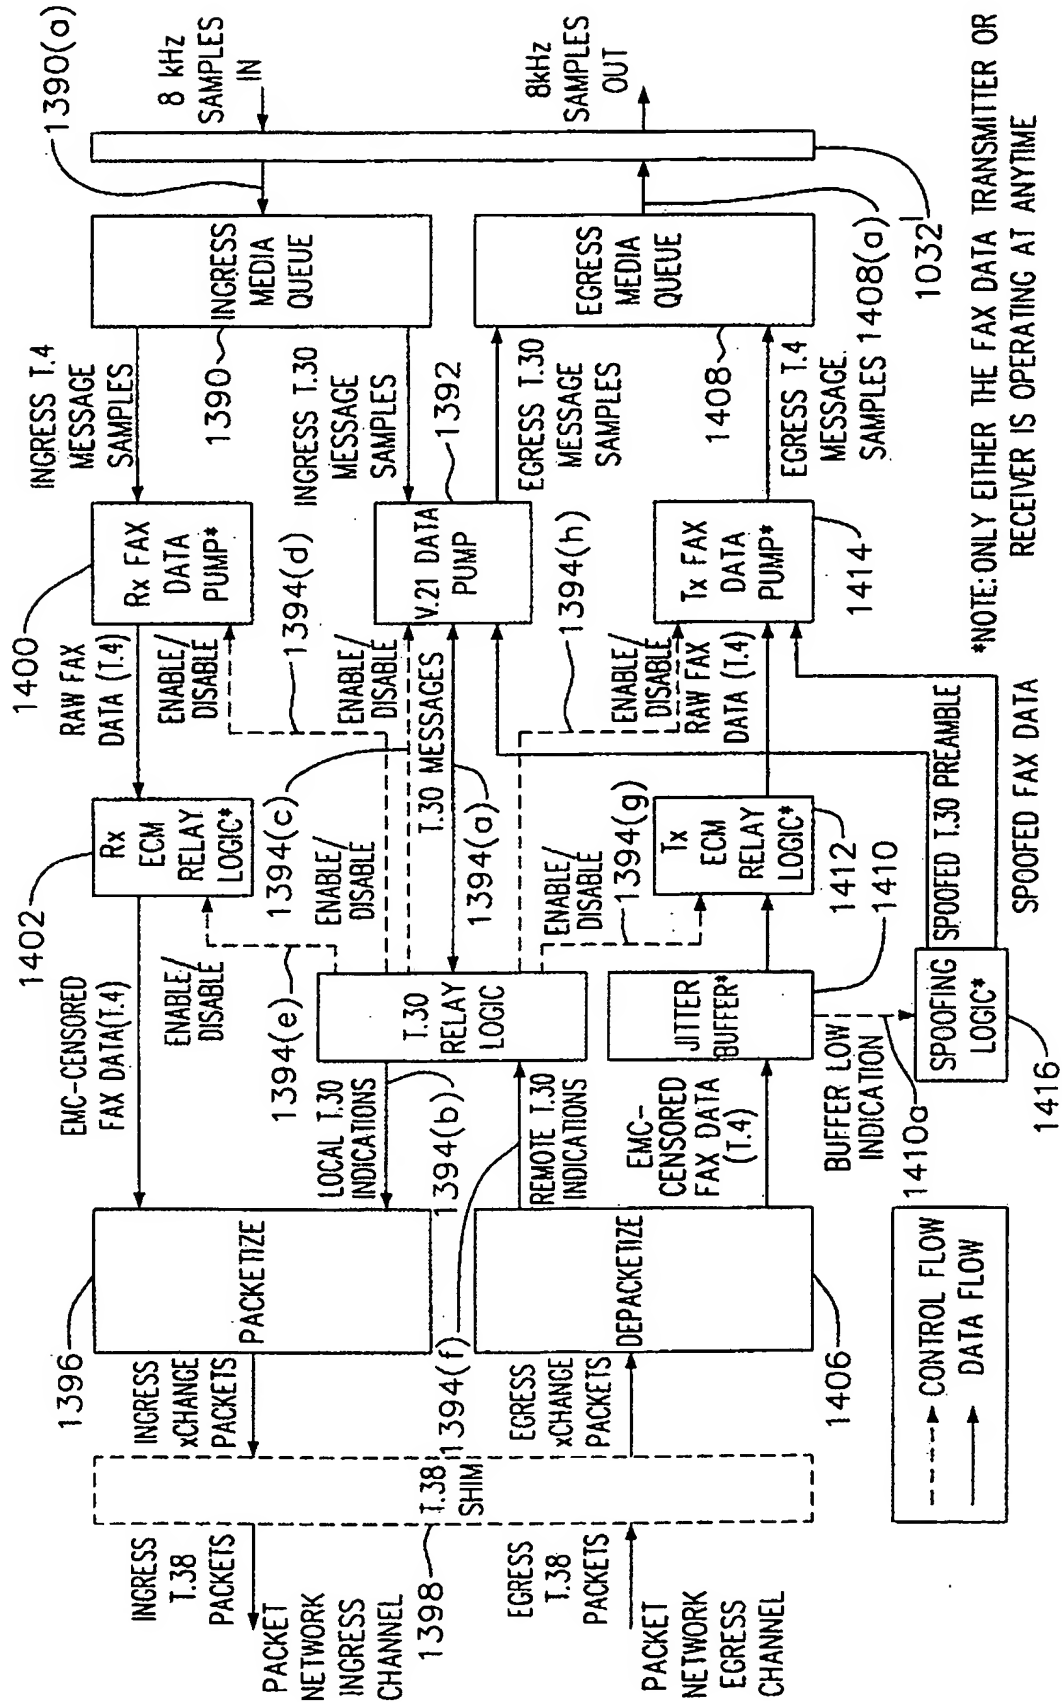 1390(a)
8 kHz
SAMPLES
IN
8kHz
SAMPLES
OUT
INGRESS
MEDIA
QUEUE
EGRESS
MEDIA
QUEUE
1408(a)
1032'
1390
1408
INGRESS T.4
MESSAGE
SAMPLES
INGRESS T.30
MESSAGE
SAMPLES
1392
EGRESS T.30
MESSAGE
SAMPLES
EGRESS T.4
MESSAGE.
SAMPLES
1400
Rx FAX
DATA
PUMP*
1394(d)
V.21 DATA
PUMP
1394(h)
Tx FAX
DATA
PUMP*
1414
RAW FAX
DATA (T.4)
ENABLE/
DISABLE
ENABLE/
DISABLE
T.30 MESSAGES
ENABLE/
DISABLE
RAW FAX
DATA (T.4)
1402
Rx
ECM
RELAY
LOGIC*
1394(c)
1394(a)
1394(g)
Tx
ECM
RELAY
LOGIC*
1412
1410
SPOOFED T.30 PREAMBLE
SPOOFED FAX DATA
EMC-CENSORED
FAX DATA(T.4)
ENABLE/
DISABLE
ENABLE/
DISABLE
ENABLE/
DISABLE
1394(e)
T.30 RELAY
LOGIC
JITTER
BUFFER*
SPOOFING
LOGIC*
1416
LOCAL T.30
INDICATIONS
1394(b)
REMOTE T.30
INDICATIONS
EMC-
CENSORED
FAX DATA
(T.4)
BUFFER LOW
INDICATION
1410a
1396
PACKETIZE
1394(f)
DEPACKETIZE
1406
INGRESS
xCHANGE
PACKETS
EGRESS
xCHANGE
PACKETS
T.38
SHIM
1398
INGRESS
T.38
PACKETS
EGRESS
T.38
PACKETS
PACKET
NETWORK
INGRESS
CHANNEL
PACKET
NETWORK
EGRESS
CHANNEL
CONTROL FLOW
DATA FLOW
*NOTE:ONLY EITHER THE FAX DATA TRANSMITTER OR
RECEIVER IS OPERATING AT ANYTIME